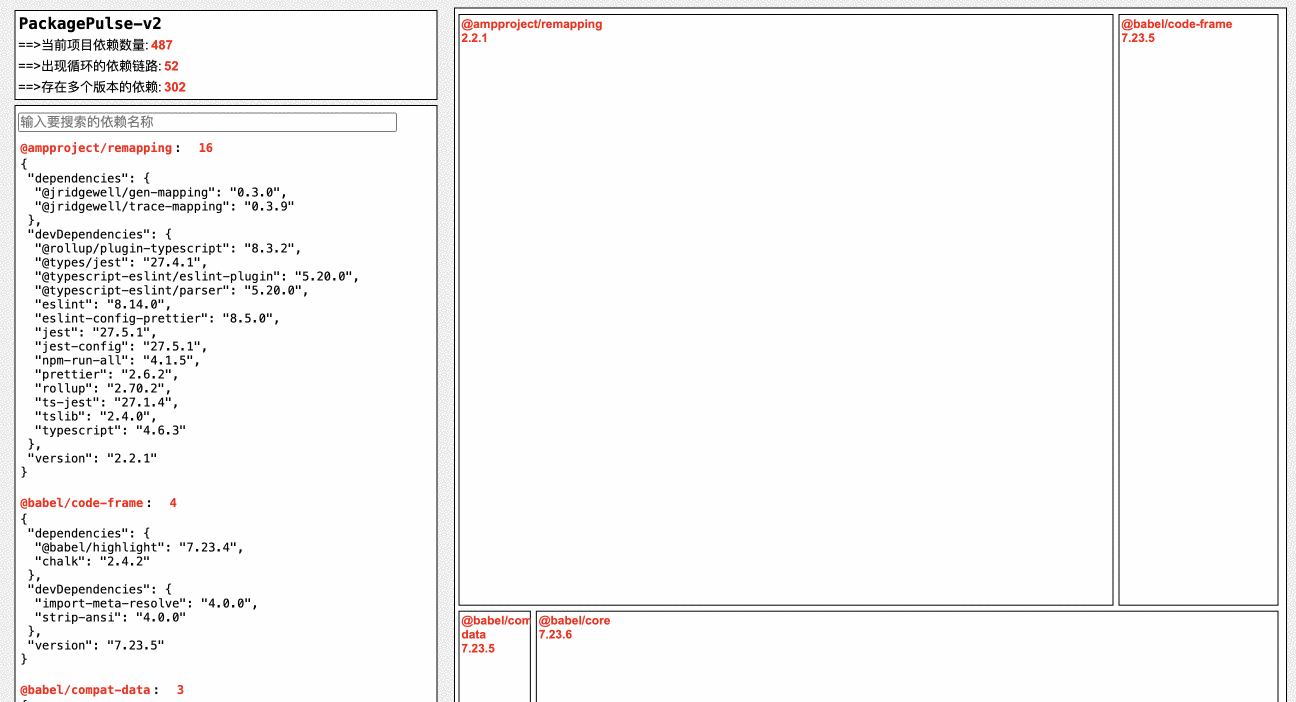 PackagePulse-v2
==>当前项目依赖数量: 487
==>出现循环的依赖链路: 52
==>存在多个版本的依赖: 302
输入要搜索的依赖名称
@ampproject/remapping: 16
{
"dependencies": {
"@jridgewell/gen-mapping": "0.3.0",
"@jridgewell/trace-mapping": "0.3.9"
},
"devDependencies": {
"@rollup/plugin-typescript": "8.3.2",
"@types/jest": "27.4.1",
"@typescript-eslint/eslint-plugin": "5.20.0",
"@typescript-eslint/parser": "5.20.0",
"eslint": "8.14.0",
"eslint-config-prettier": "8.5.0",
"jest": "27.5.1",
"jest-config": "27.5.1",
"npm-run-all": "4.1.5",
"prettier": "2.6.2",
"rollup": "2.70.2",
"ts-jest": "27.1.4",
"tslib": "2.4.0",
"typescript": "4.6.3"
},
"version": "2.2.1"
}
@babel/code-frame: 4
{
"dependencies": {
"@babel/highlight": "7.23.4",
"chalk": "2.4.2"
},
"devDependencies": {
"import-meta-resolve": "4.0.0",
"strip-ansi": "4.0.0"
},
"version": "7.23.5"
}
@babel/compat-data: 3
@ampproject/remapping
2.2.1
@babel/code-frame
7.23.5
@babel/com
data
7.23.5
@babel/core
7.23.6